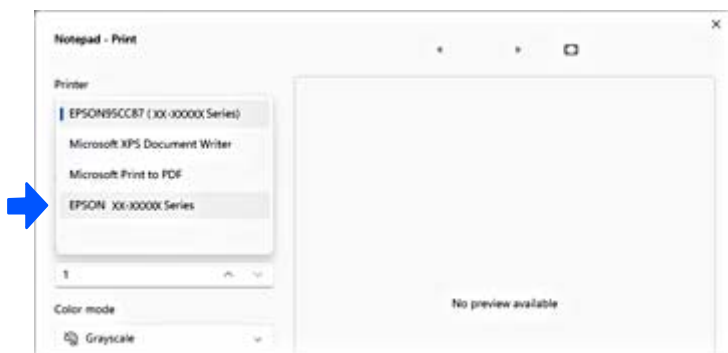 Notepad - Print
Printer
EPSON95CC87 (XX-XXXXX Series)
Microsoft XPS Document Writer
Microsoft Print to PDF
EPSON XX-XXXXX Series
1
Color mode
Grayscale
No preview available